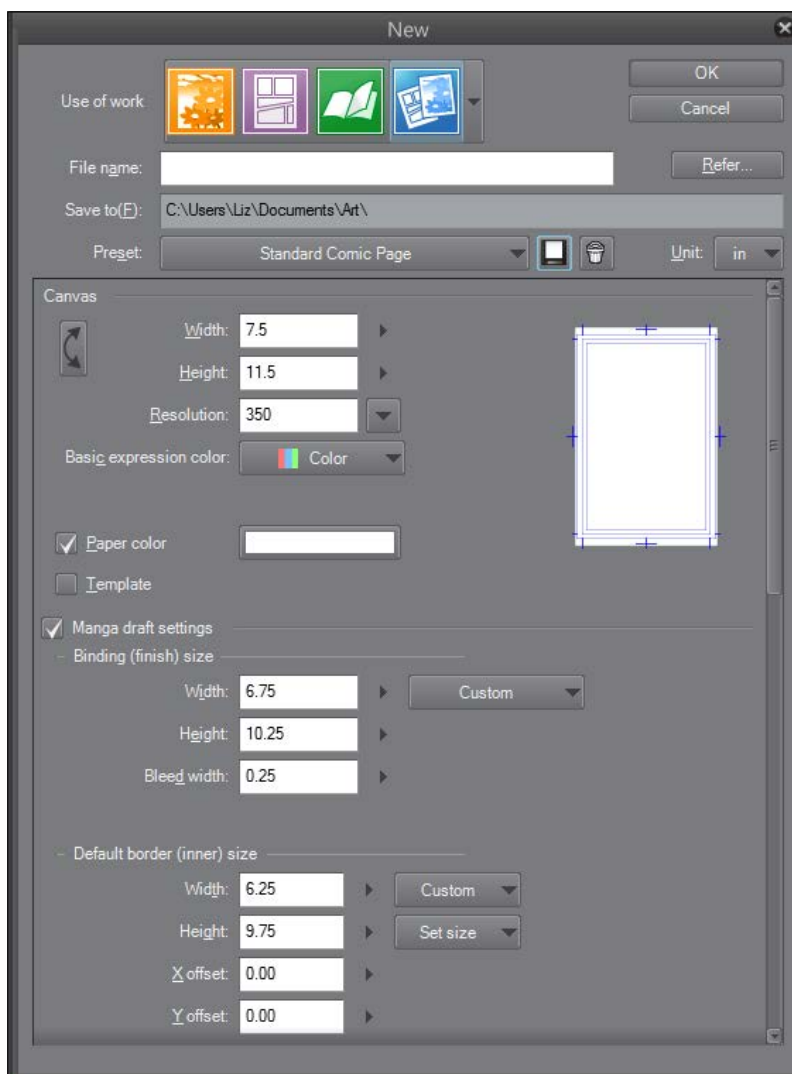 New
Use of work
OK
Cancel
File name:
Refer...
Save to(F): C:\Users\Liz\Documents\Art\
Preset: Standard Comic Page Unit: in
Canvas
Width: 7.5
Height: 11.5
Resolution: 350
Basic expression color: Color
Paper color
Template
Manga draft settings
Binding (finish) size
Width: 6.75 Custom
Height: 10.25
Bleed width: 0.25
Default border (inner) size
Width: 6.25 Custom
Height: 9.75 Set size
X offset: 0.00
Y offset: 0.00